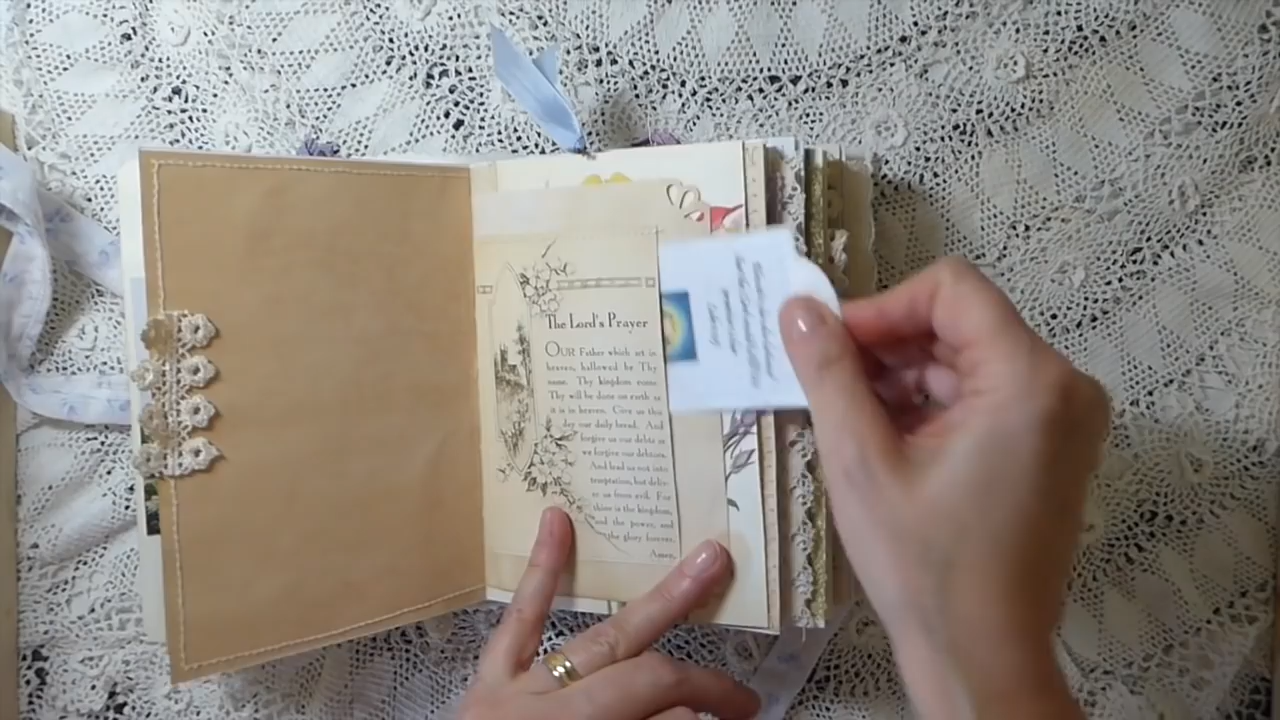 The Lord's Prayer
OUR Father which art in
heaven, hallowed be Thy
name. Thy kingdom come.
Thy will be done on earth as
it is in heaven. Give us this
day our daily bread. And
forgive us our debts as
we forgive our debtors.
And lead us not into
temptation, but deliv-
er us from evil. For
thine is the kingdom,
and the power, and
the glory forever.
Amen.